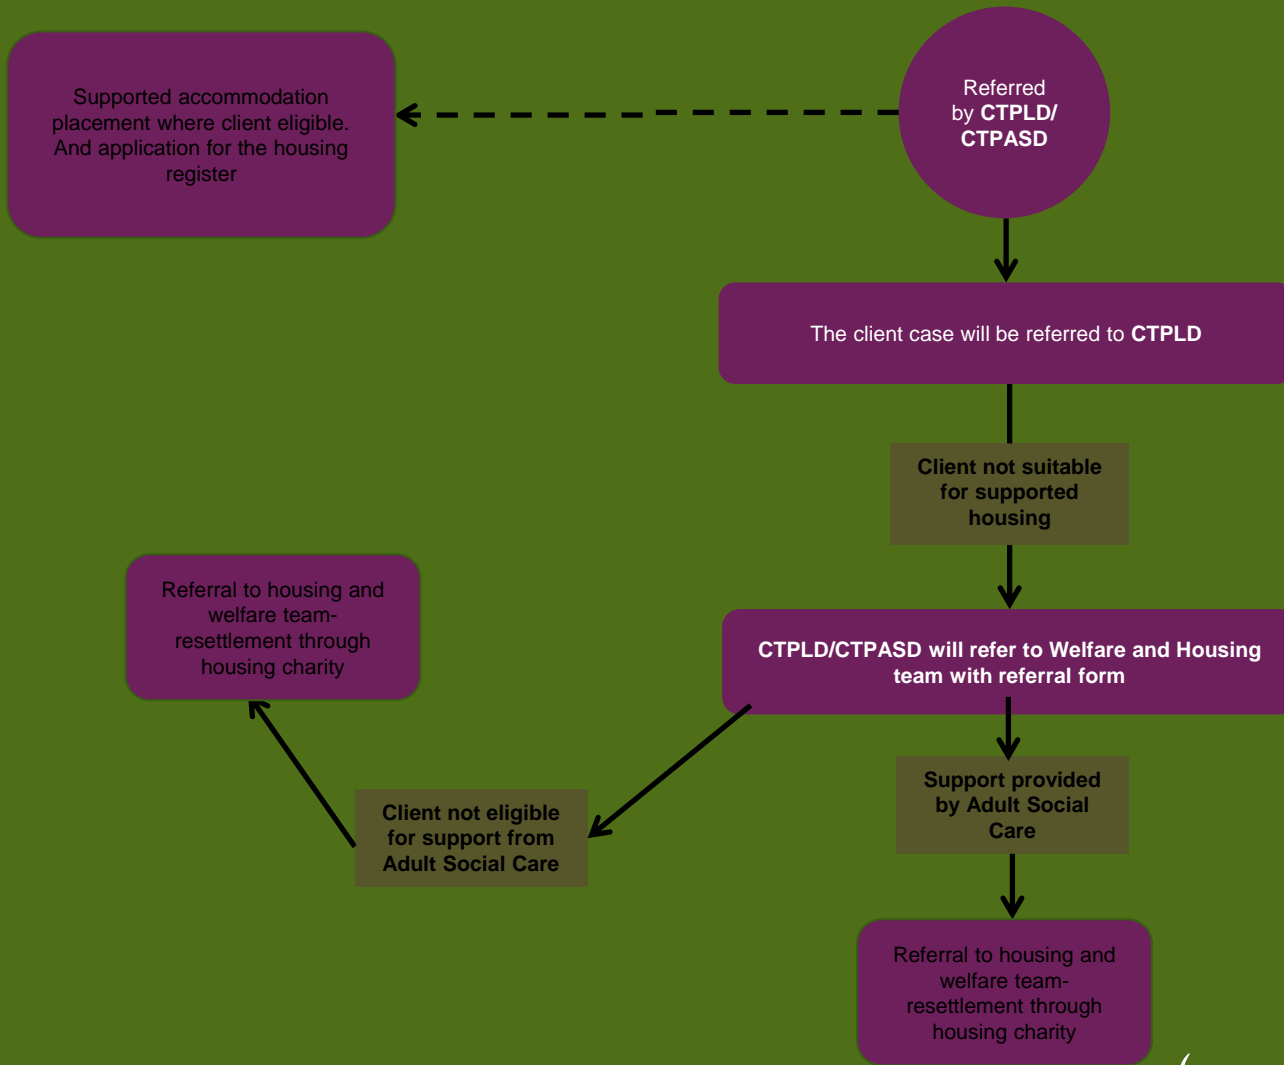 Supported accommodation
placement where client eligible.
And application for the housing
register
Referred
by CTPLD/
CTPASD
The client case will be referred to CTPLD
Client not suitable
for supported
housing
CTPLD/CTPASD will refer to Welfare and Housing
team with referral form
Referral to housing and
welfare team-
resettlement through
housing charity
Client not eligible
for support from
Adult Social Care
Support provided
by Adult Social
Care
Referral to housing and
welfare team-
resettlement through
housing charity